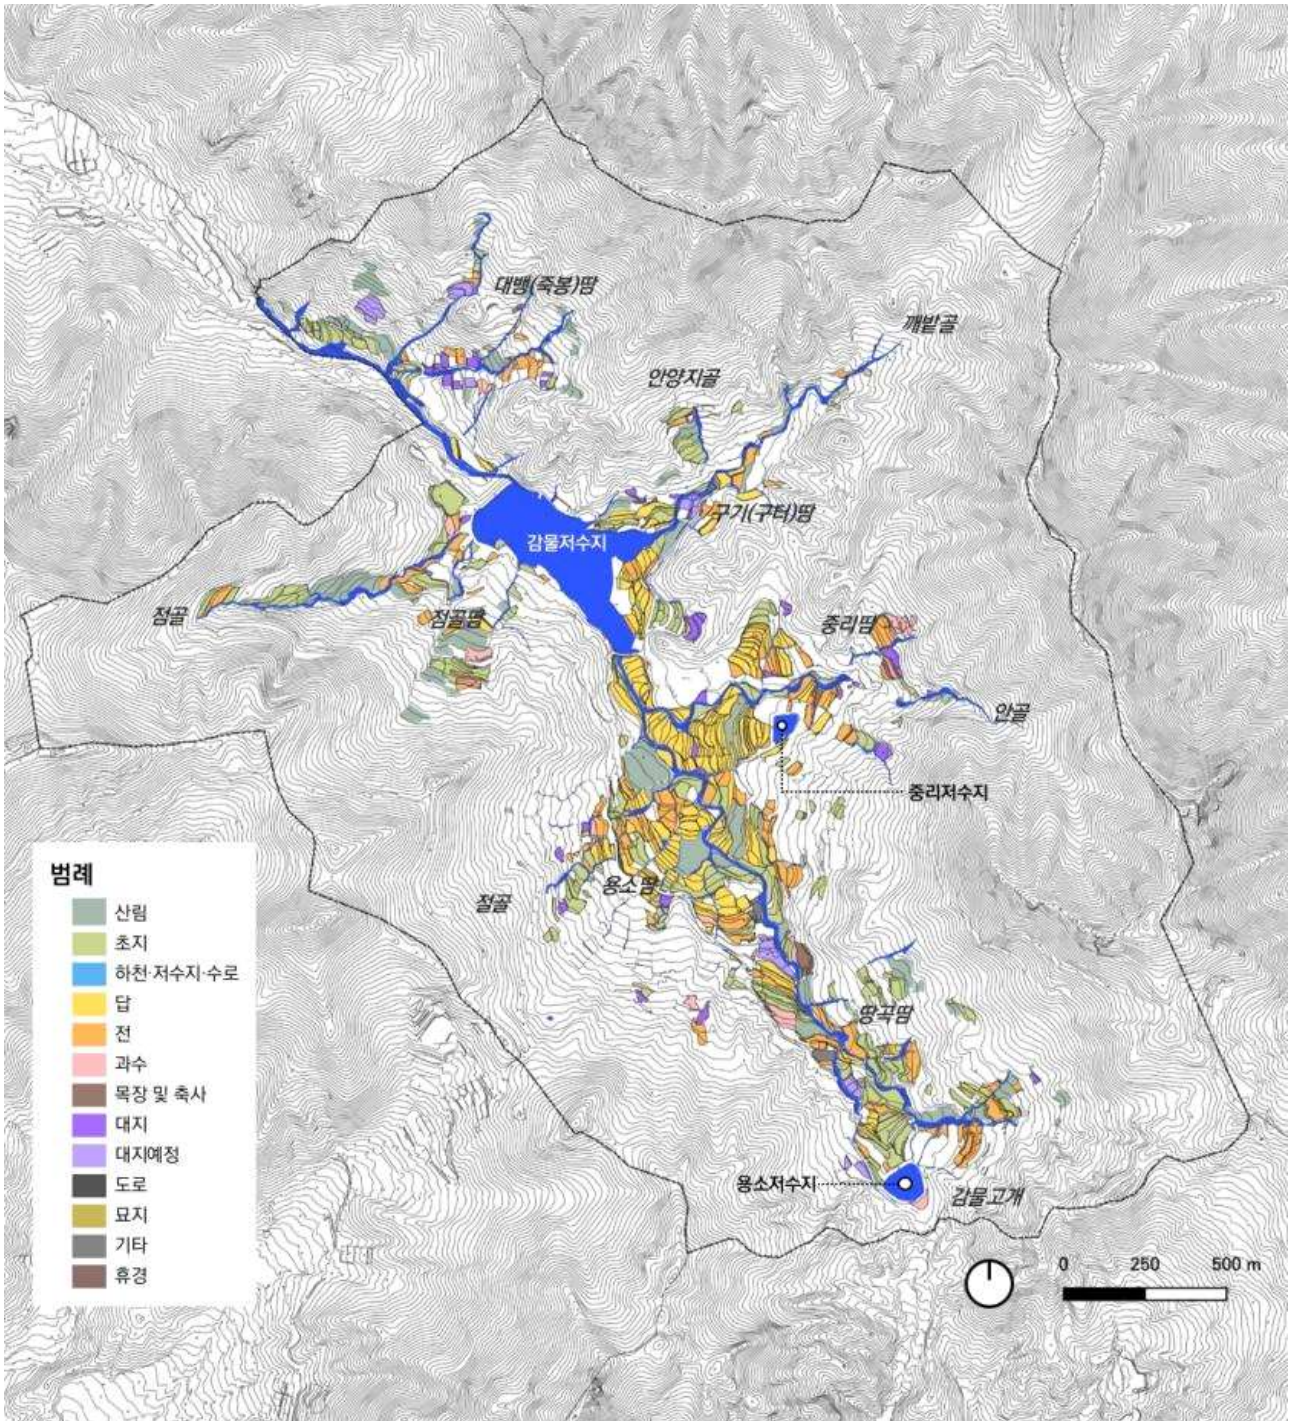 대뱅(죽봉)땀
깨밭골
안양지골
구기(구터)땀
감물저수지
점골
점골땀
중리땀
안골
중리저수지
용소땀
절골
땅곡땀
용소저수지
감물고개
범례
산림
초지
하천·저수지·수로
답
전
과수
목장 및 축사
대지
대지예정
도로
묘지
기타
휴경
0 250 500 m